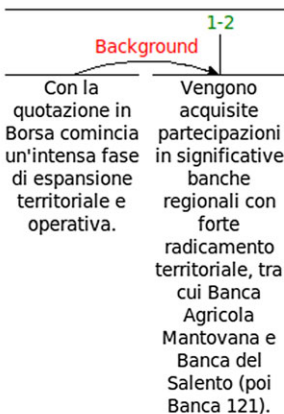 1-2
Background
Con la
quotazione in
Borsa comincia
un'intensa fase
di espansione
territoriale e
operativa.
Vengono
acquisite
partecipazioni
in significative
banche
regionali con
forte
radicamento
territoriale, tra
cui Banca
Agricola
Mantovana e
Banca del
Salento (poi
Banca 121).